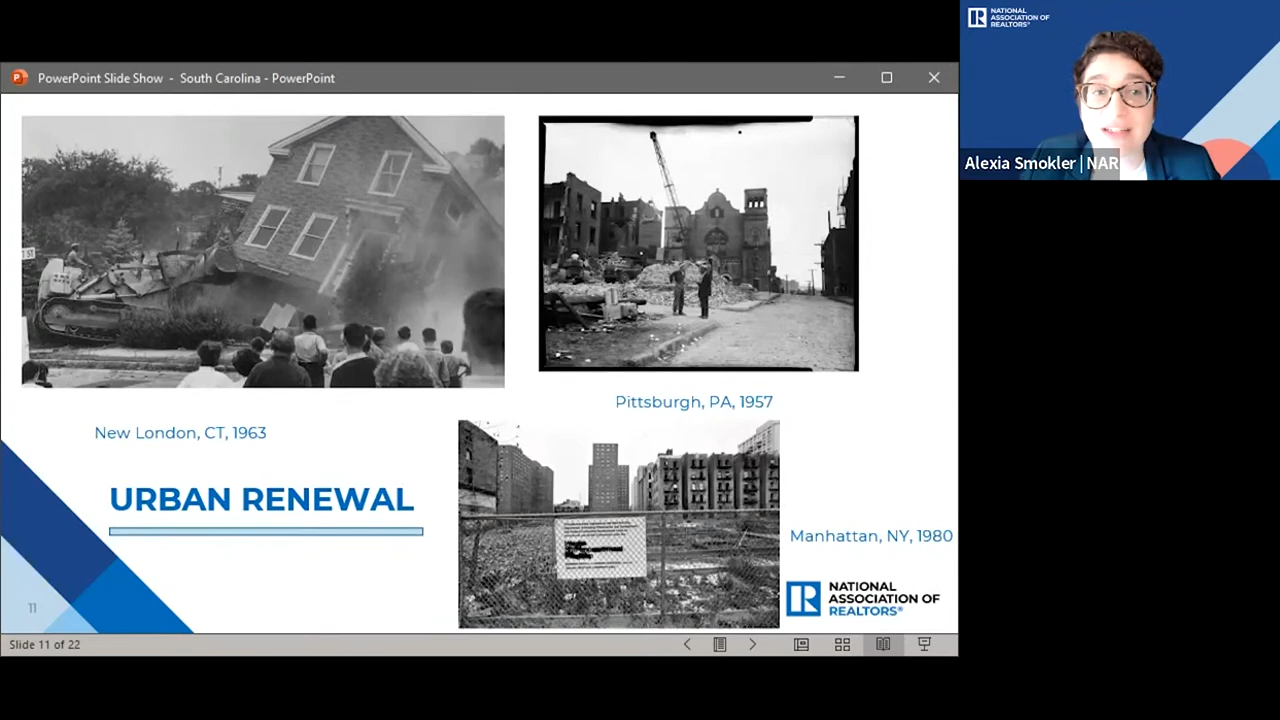 PowerPoint Slide Show - South Carolina - PowerPoint
New London, CT, 1963
Pittsburgh, PA, 1957
URBAN RENEWAL
Manhattan, NY, 1980
NATIONAL
ASSOCIATION OF
REALTORS®
11
Slide 11 of 22
NATIONAL
ASSOCIATION OF
REALTORS®
Alexia Smokler | NAR